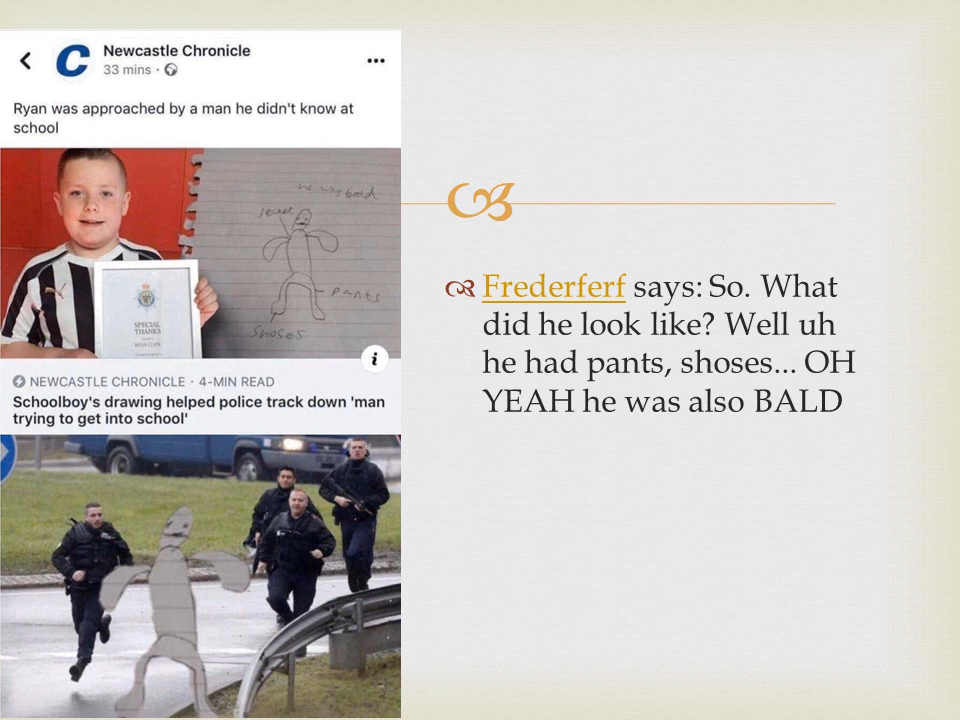 Newcastle Chronicle
33 mins ·
Ryan was approached by a man he didn't know at
school
he was bald
secret
pants
shoses
SPECIAL
THANKS
i
NEWCASTLE CHRONICLE · 4-MIN READ
Schoolboy's drawing helped police track down 'man
trying to get into school'
Frederferf says: So. What
did he look like? Well uh
he had pants, shoses... OH
YEAH he was also BALD